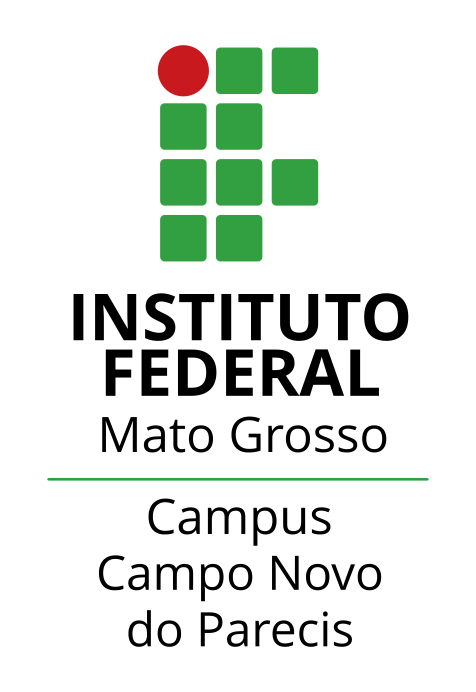 INSTITUTO
FEDERAL
Mato Grosso
Campus
Campo Novo
do Parecis